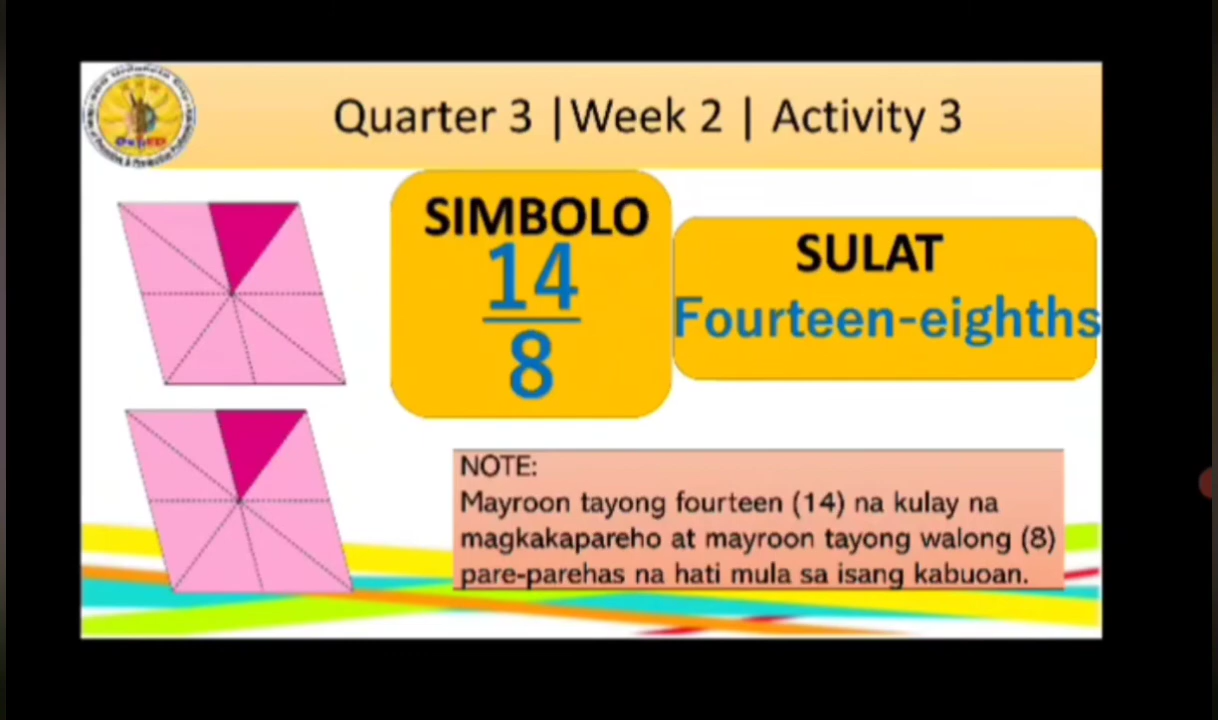 Quarter 3 |Week 2 | Activity 3
SIMBOLO
14
8
SULAT
Fourteen-eighths
NOTE:
Mayroon tayong fourteen (14) na kulay na
magkakapareho at mayroon tayong walong (8)
pare-parehas na hati mula sa isang kabuoan.